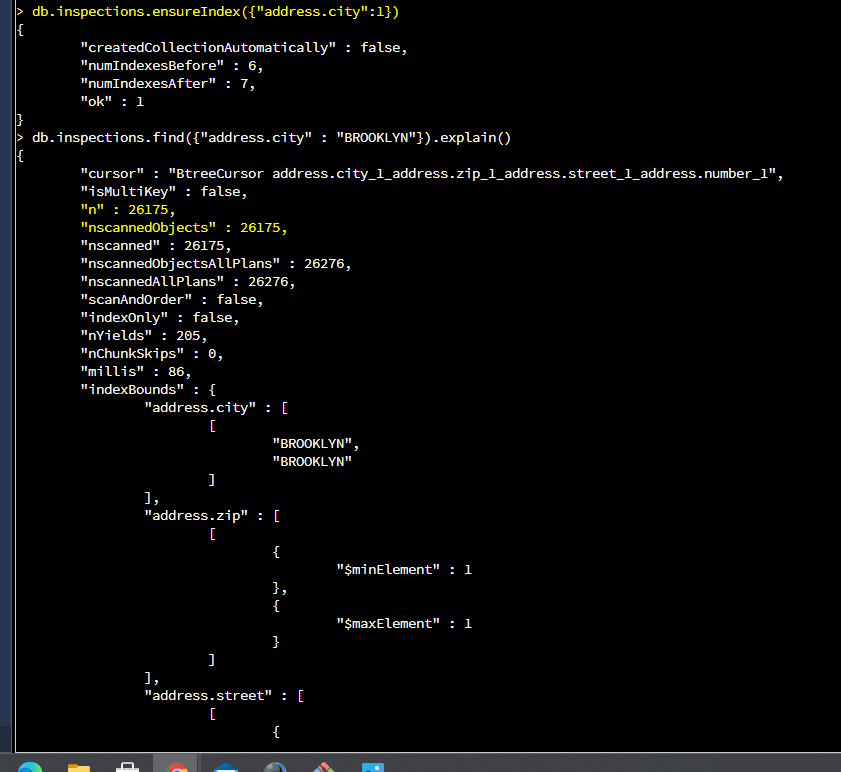 > db.inspections.ensureIndex({"address.city":1})
{
        "createdCollectionAutomatically" : false,
        "numIndexesBefore" : 6,
        "numIndexesAfter" : 7,
        "ok" : 1
}
> db.inspections.find({"address.city" : "BROOKLYN"}).explain()
{
        "cursor" : "BtreeCursor address.city_1_address.zip_1_address.street_1_address.number_1",
        "isMultiKey" : false,
        "n" : 26175,
        "nscannedObjects" : 26175,
        "nscanned" : 26175,
        "nscannedObjectsAllPlans" : 26276,
        "nscannedAllPlans" : 26276,
        "scanAndOrder" : false,
        "indexOnly" : false,
        "nYields" : 205,
        "nChunkSkips" : 0,
        "millis" : 86,
        "indexBounds" : {
                "address.city" : [
                        [
                                "BROOKLYN",
                                "BROOKLYN"
                        ]
                ],
                "address.zip" : [
                        [
                                {
                                        "$minElement" : 1
                                },
                                {
                                        "$maxElement" : 1
                                }
                        ]
                ],
                "address.street" : [
                        [
                                {